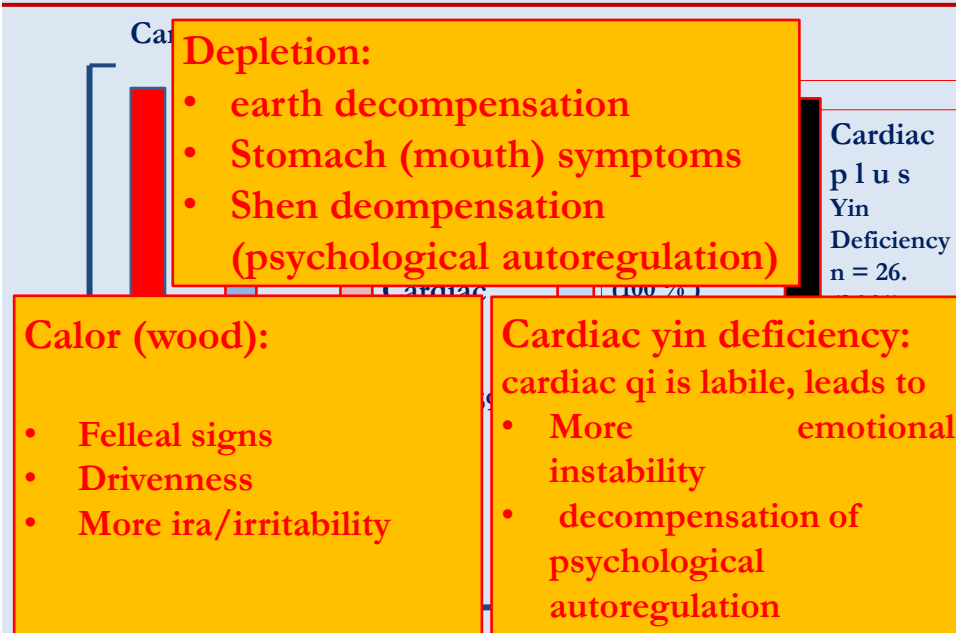 Depletion:
• earth decompensation
• Stomach (mouth) symptoms
• Shen deompensation
(psychological autoregulation)
Cardiac
p l u s
Yin
Deficiency
n = 26.
Cardiac
(100 % )
Calor (wood):
• Felleal signs
• Drivenness
• More ira/irritability
Cardiac yin deficiency:
cardiac qi is labile, leads to
• More emotional
instability
• decompensation of
psychological
autoregulation